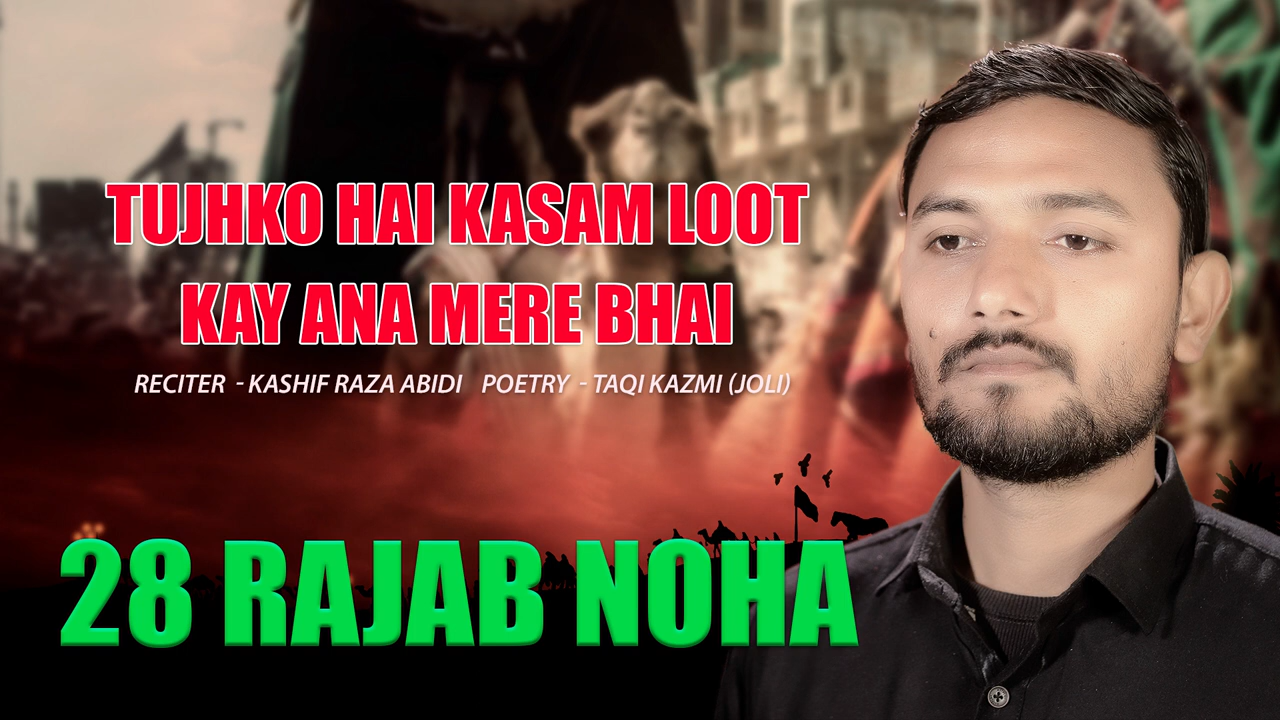 TUJHKO HAI KASAM LOOT
KAY ANA MERE BHAI
RECITER - KASHIF RAZA ABIDI POETRY - TAQI KAZMI (JOLI)
28 RAJAB NOHA